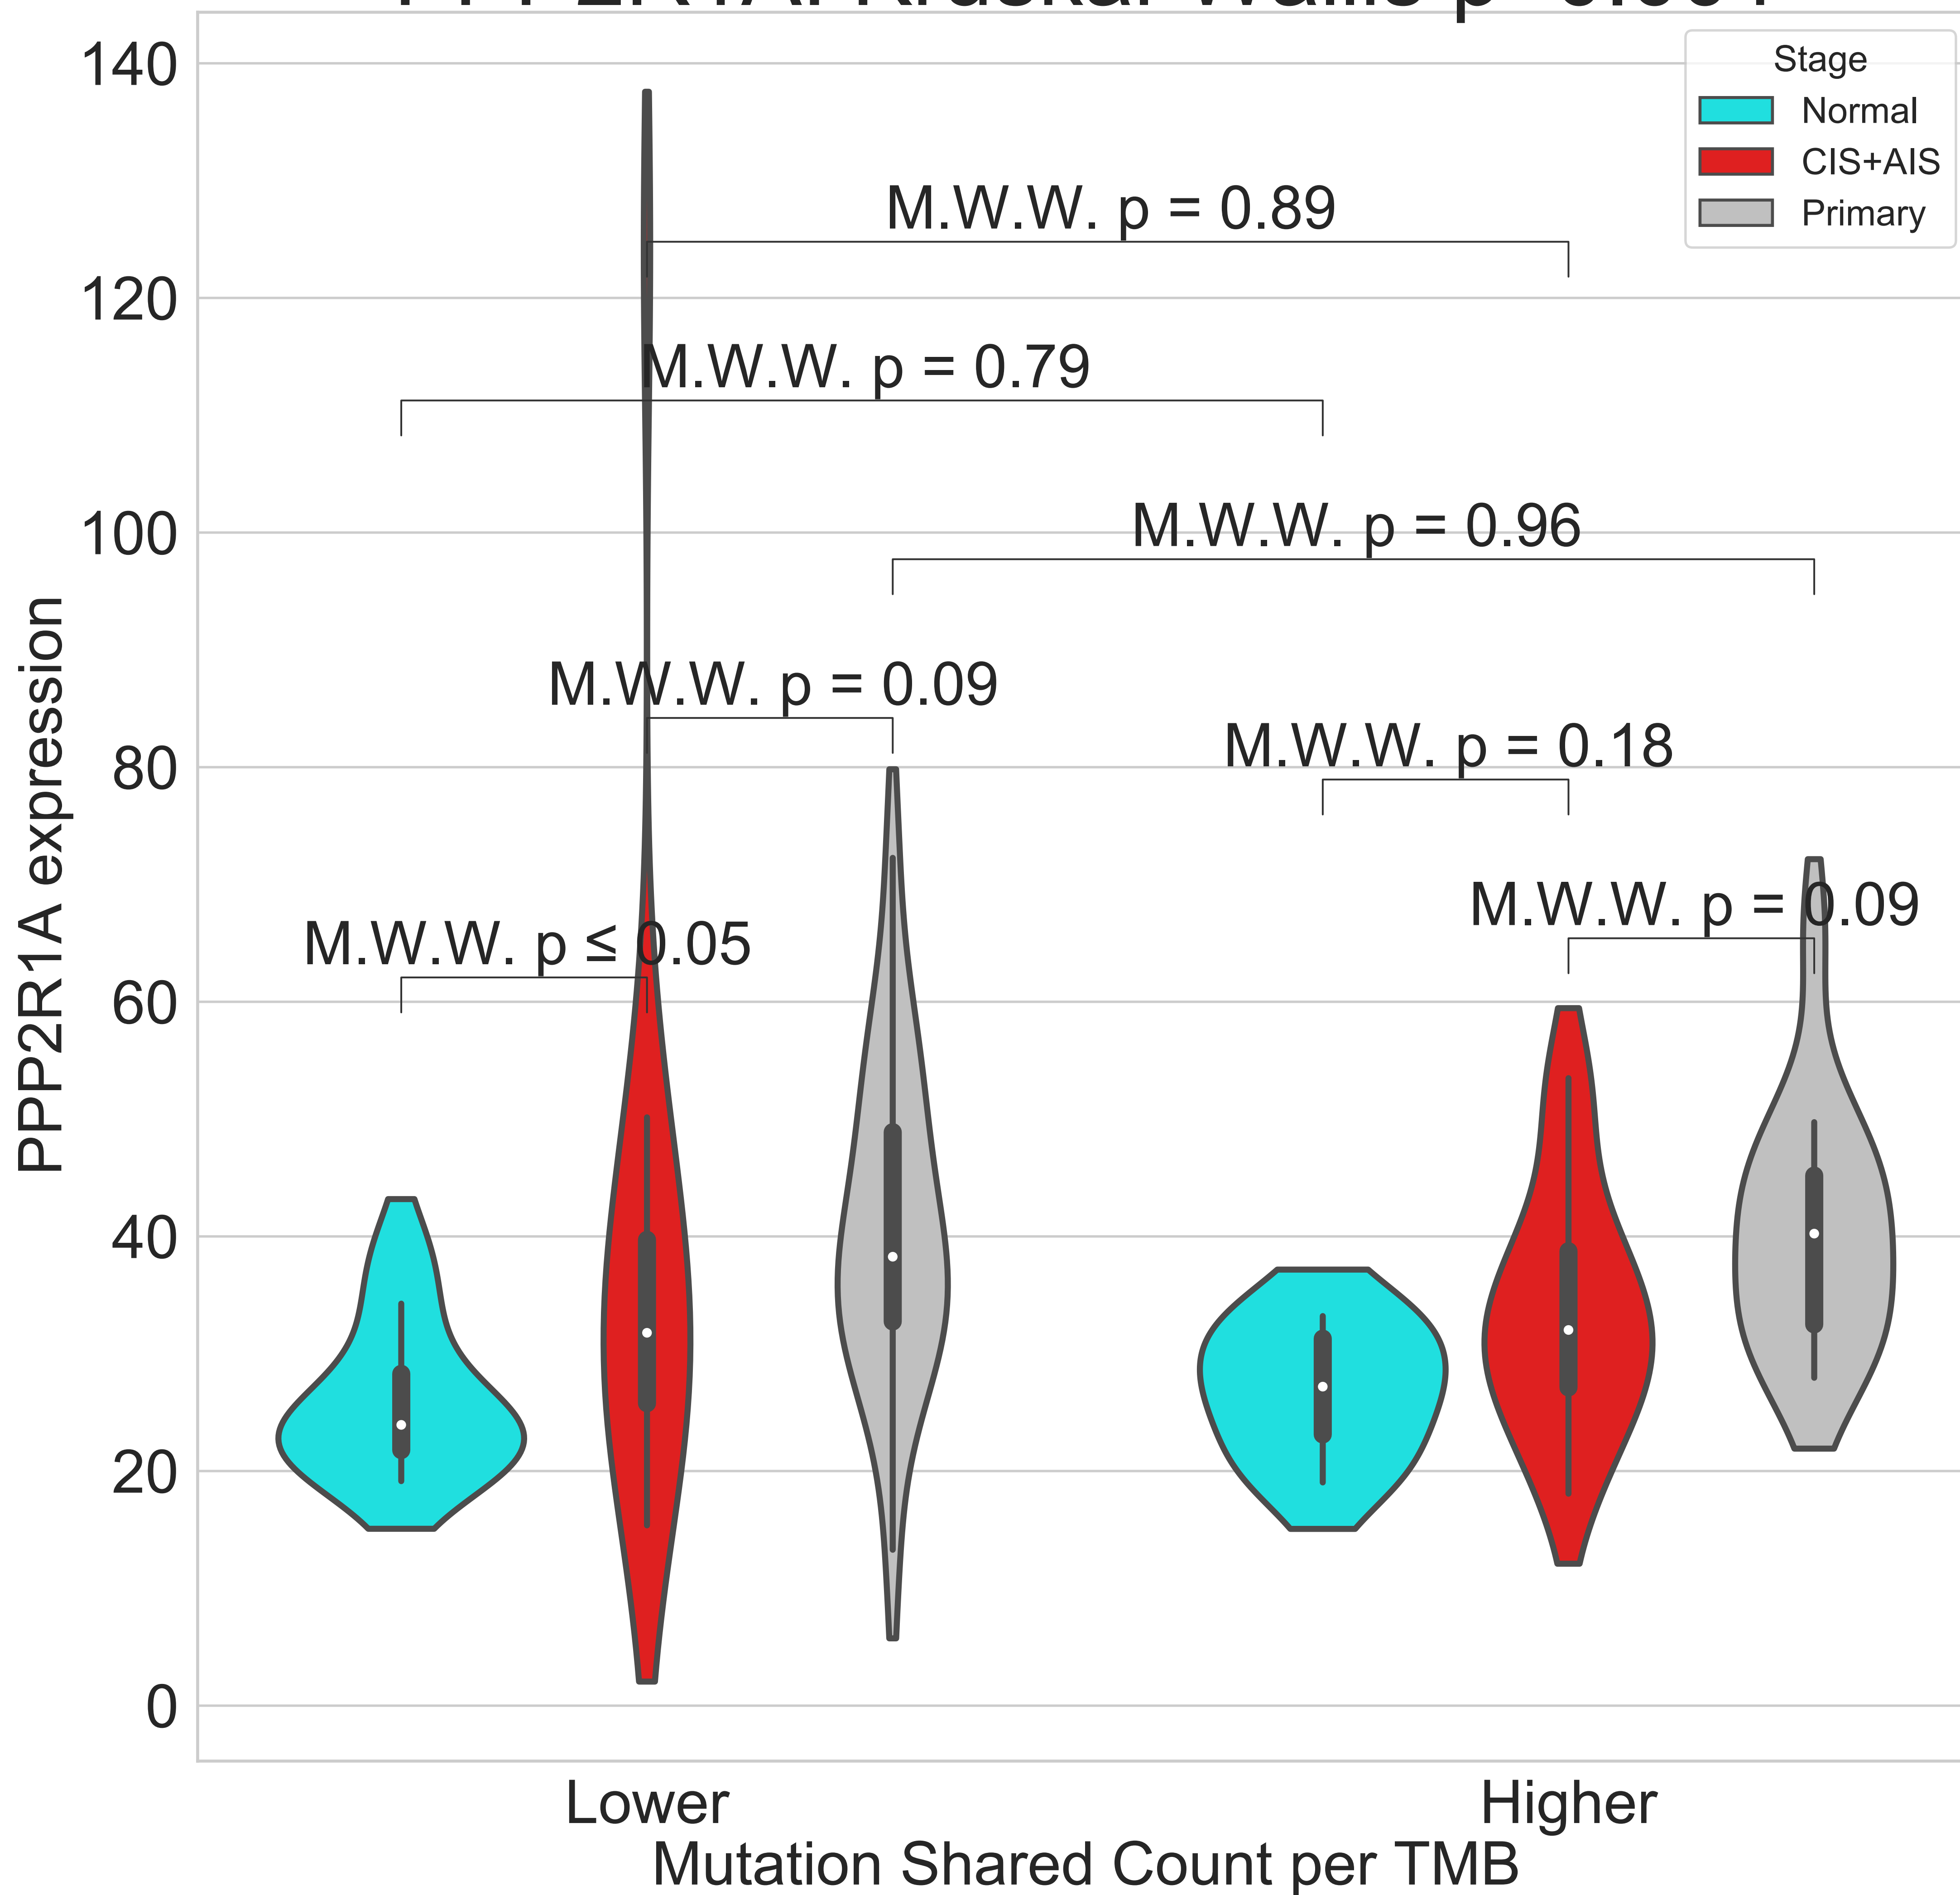 140
120
100
80
60
40
20
0
PPP2R1A expression
Stage
Normal
CIS+AIS
Primary
M.W.W. p = 0.89
M.W.W. p = 0.79
M.W.W. p = 0.96
M.W.W. p = 0.09
M.W.W. p = 0.18
M.W.W. p = 0.09
M.W.W. p ≤ 0.05
Lower
Higher
Mutation Shared Count per TMB